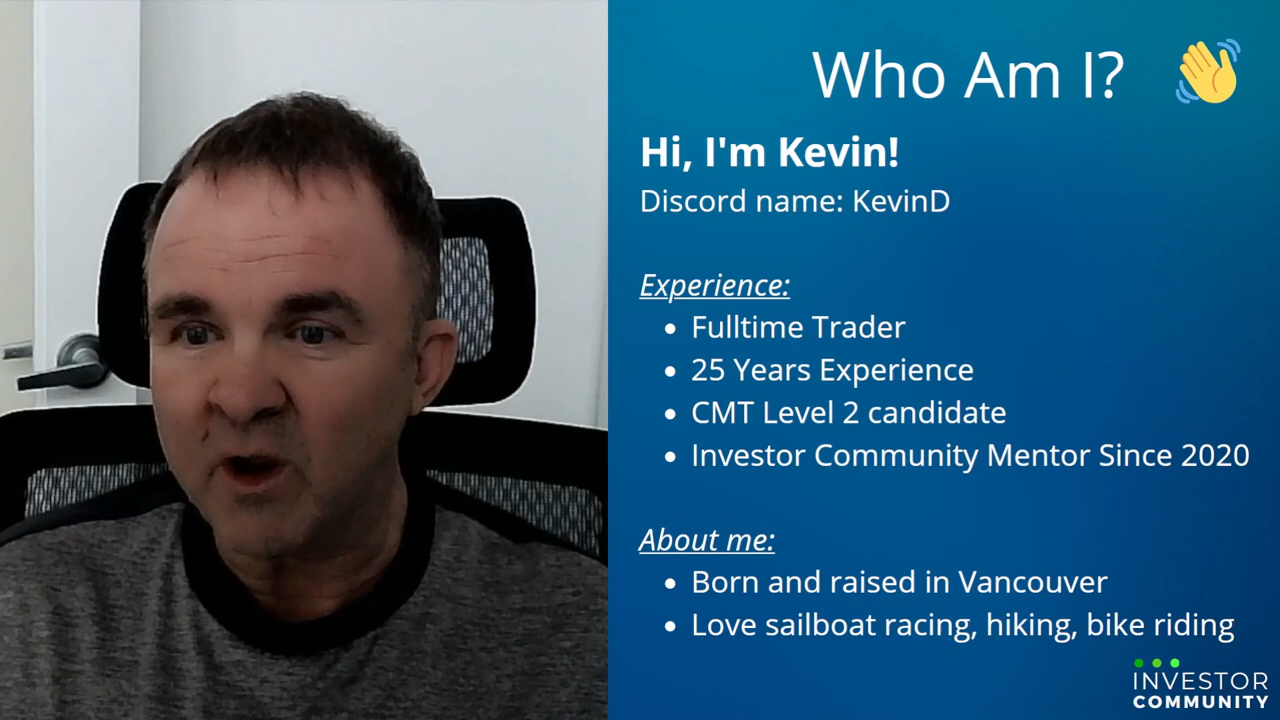 Who Am I?
Hi, I'm Kevin!
Discord name: KevinD
Experience:
• Fulltime Trader
• 25 Years Experience
• CMT Level 2 candidate
• Investor Community Mentor Since 2020
About me:
• Born and raised in Vancouver
• Love sailboat racing, hiking, bike riding
INVESTOR
COMMUNITY